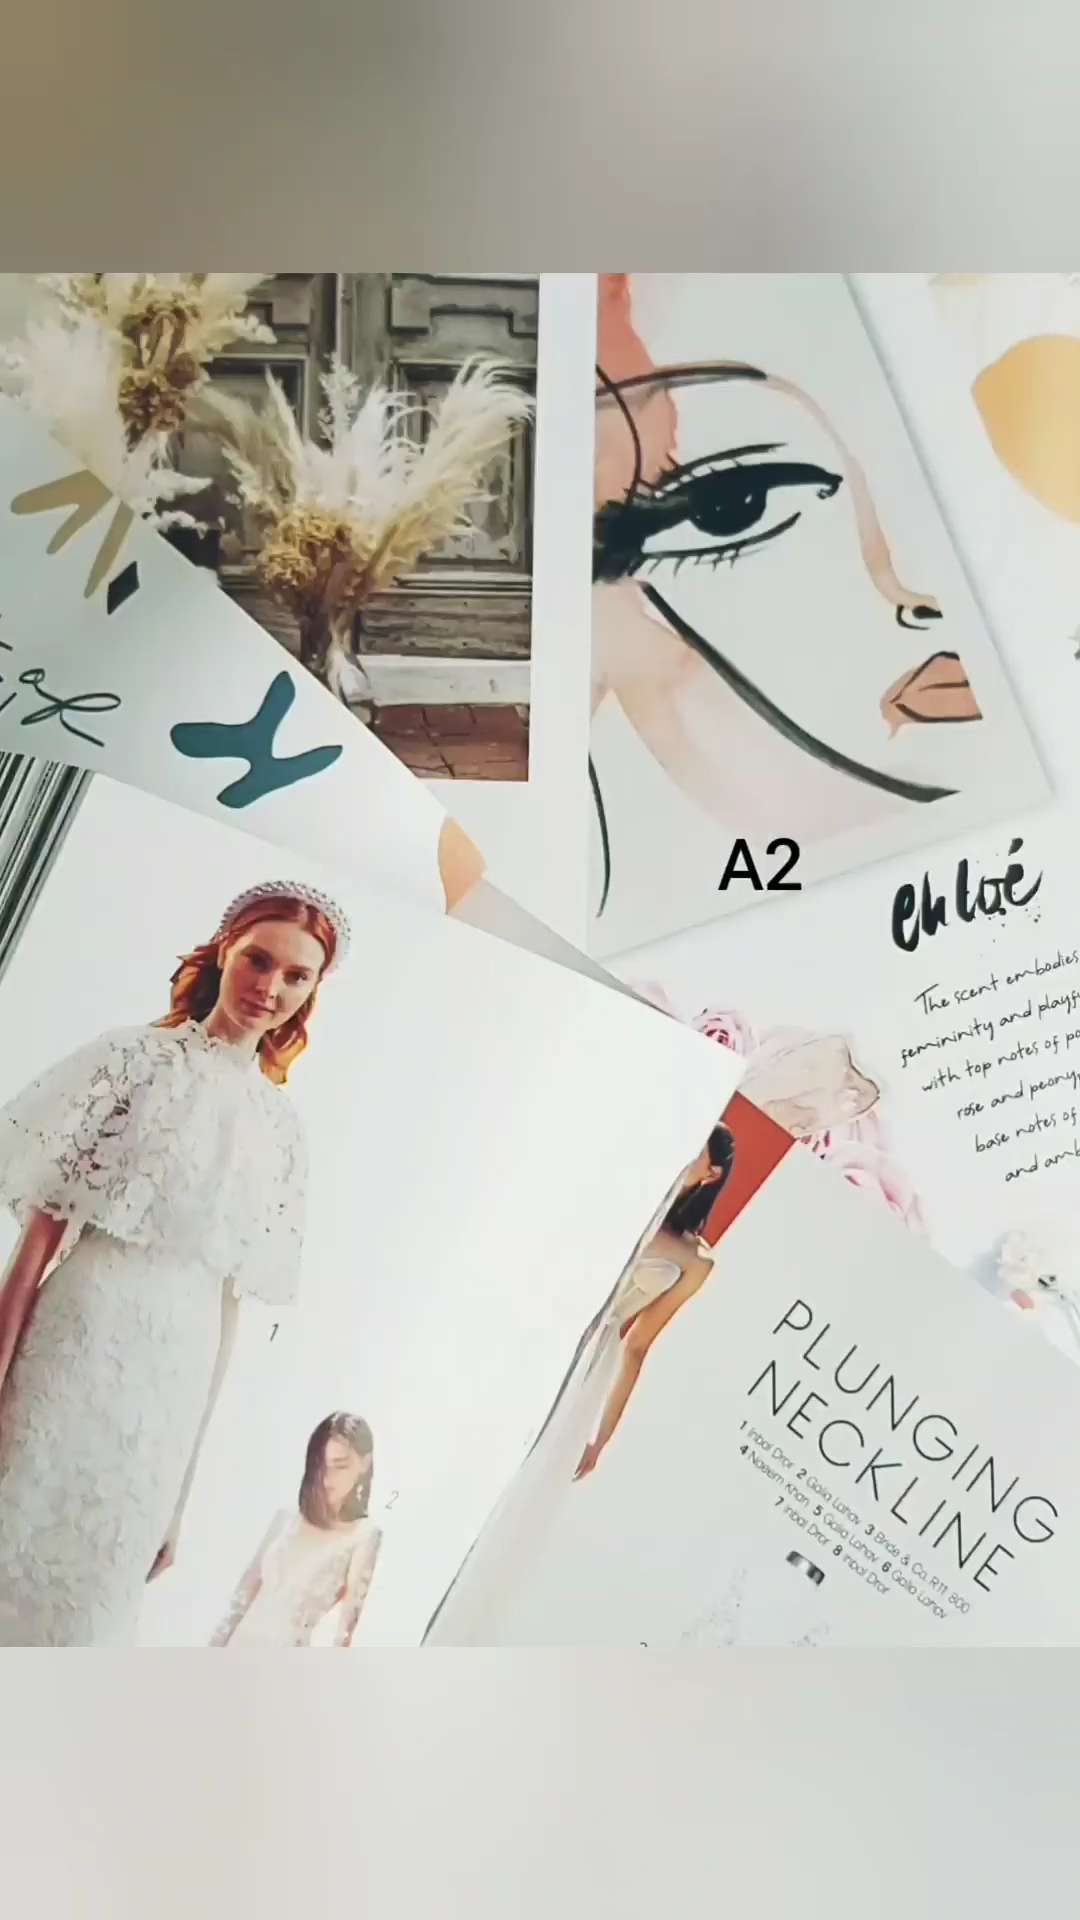 A2
chloé
The scent embodies
femininity and playf
with top notes of po
rose and peony
base notes of
and amb
1
2
PLUNGING
NECKLINE
1 Inbal Dror 2 Galia Lahav 3 Bride & Co, R11 800
4 Naeem Khan 5 Galia Lahav 6 Galia Lahav
7 Inbal Dror 8 Inbal Dror